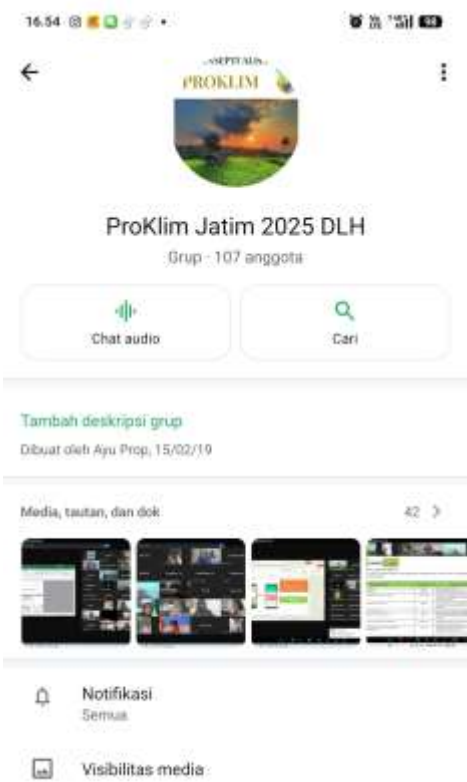 16.54
98
PROKLIM
ProKlim Jatim 2025 DLH
Grup · 107 anggota
Chat audio
Cari
Tambah deskripsi grup
Dibuat oleh Ayu Prop, 15/02/19
Media, tautan, dan dok
42
Notifikasi
Semua
Visibilitas media